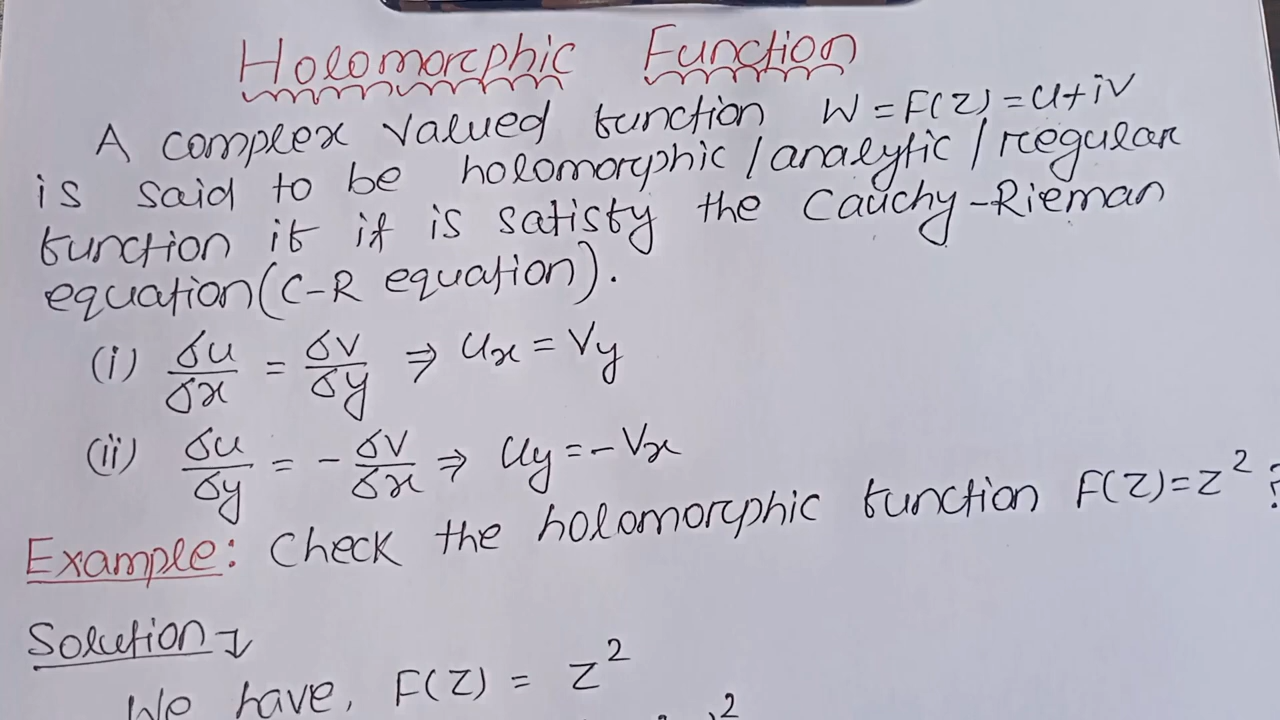 Holomorphic Function
A complex valued function W = F(Z) = u+iv
is said to be holomorphic / analytic / regular
function if it is satisfy the Cauchy-Rieman
equation (C-R equation).
(i) δu/δx = δv/δy ⇒ ux = vy
(ii) δu/δy = - δv/δx ⇒ uy = - vx
Example: Check the holomorphic function F(Z) = z²?
Solution
We have, F(Z) = z²